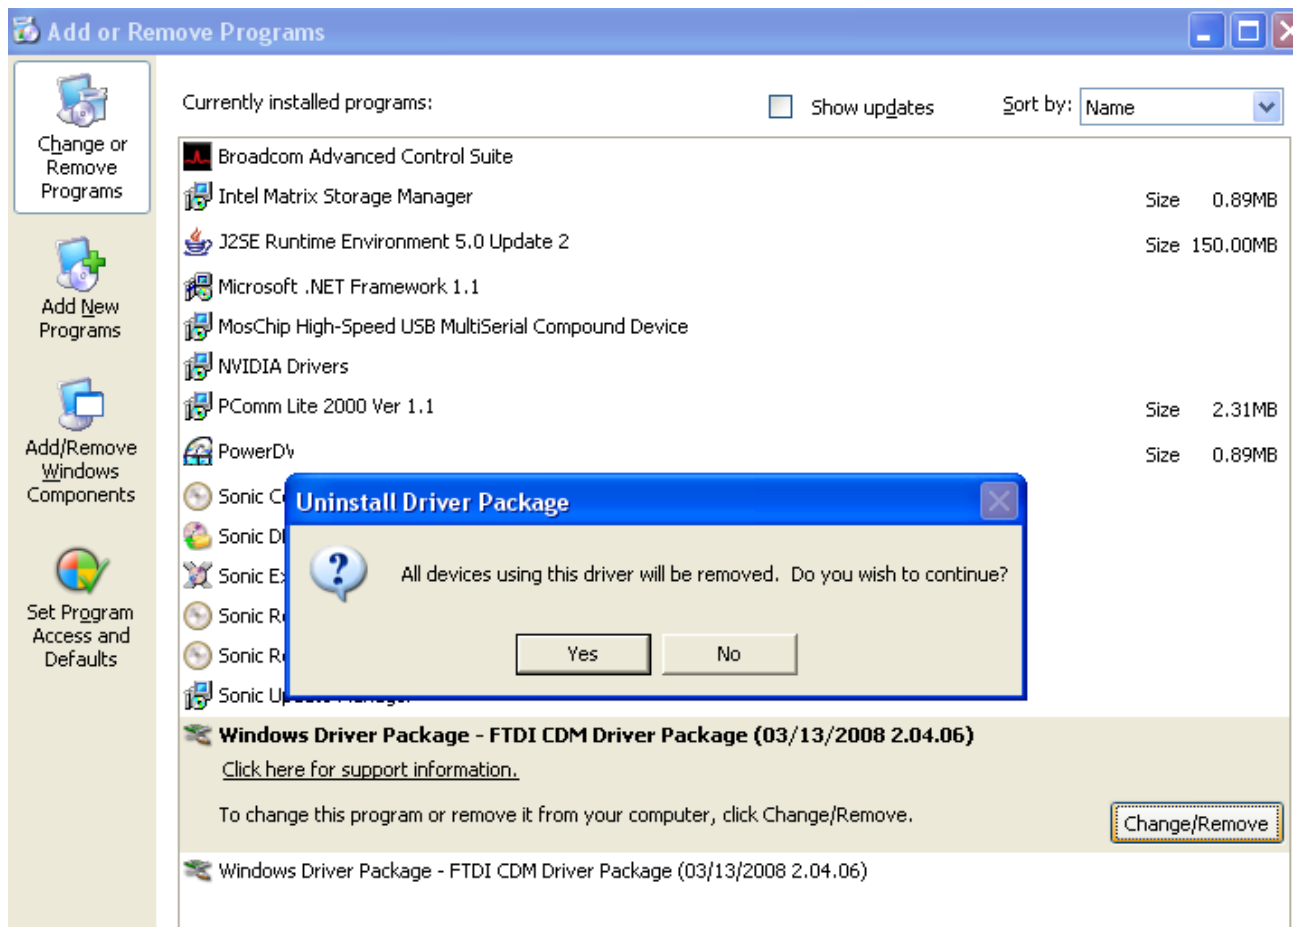 Add or Remove Programs
Change or
Remove
Programs
Add New
Programs
Add/Remove
Windows
Components
Set Program
Access and
Defaults
Currently installed programs:
Show updates
Sort by: Name
Broadcom Advanced Control Suite
Intel Matrix Storage Manager Size 0.89MB
J2SE Runtime Environment 5.0 Update 2 Size 150.00MB
Microsoft .NET Framework 1.1
MosChip High-Speed USB MultiSerial Compound Device
NVIDIA Drivers
PComm Lite 2000 Ver 1.1 Size 2.31MB
PowerDV Size 0.89MB
Sonic
Sonic
Sonic
Sonic
Sonic
Sonic
Uninstall Driver Package
All devices using this driver will be removed. Do you wish to continue?
Yes No
Windows Driver Package - FTDI CDM Driver Package (03/13/2008 2.04.06)
Click here for support information.
To change this program or remove it from your computer, click Change/Remove.
Change/Remove
Windows Driver Package - FTDI CDM Driver Package (03/13/2008 2.04.06)